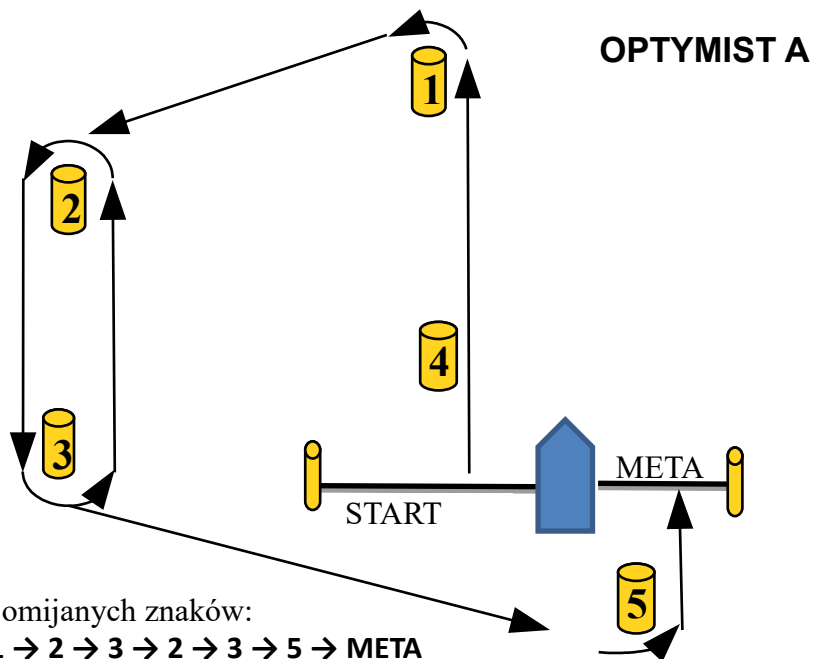 OPTYMIST A
1
2
4
3
META
START
5
omijanych znaków:
→ 2 → 3 → 2 → 3 → 5 → META